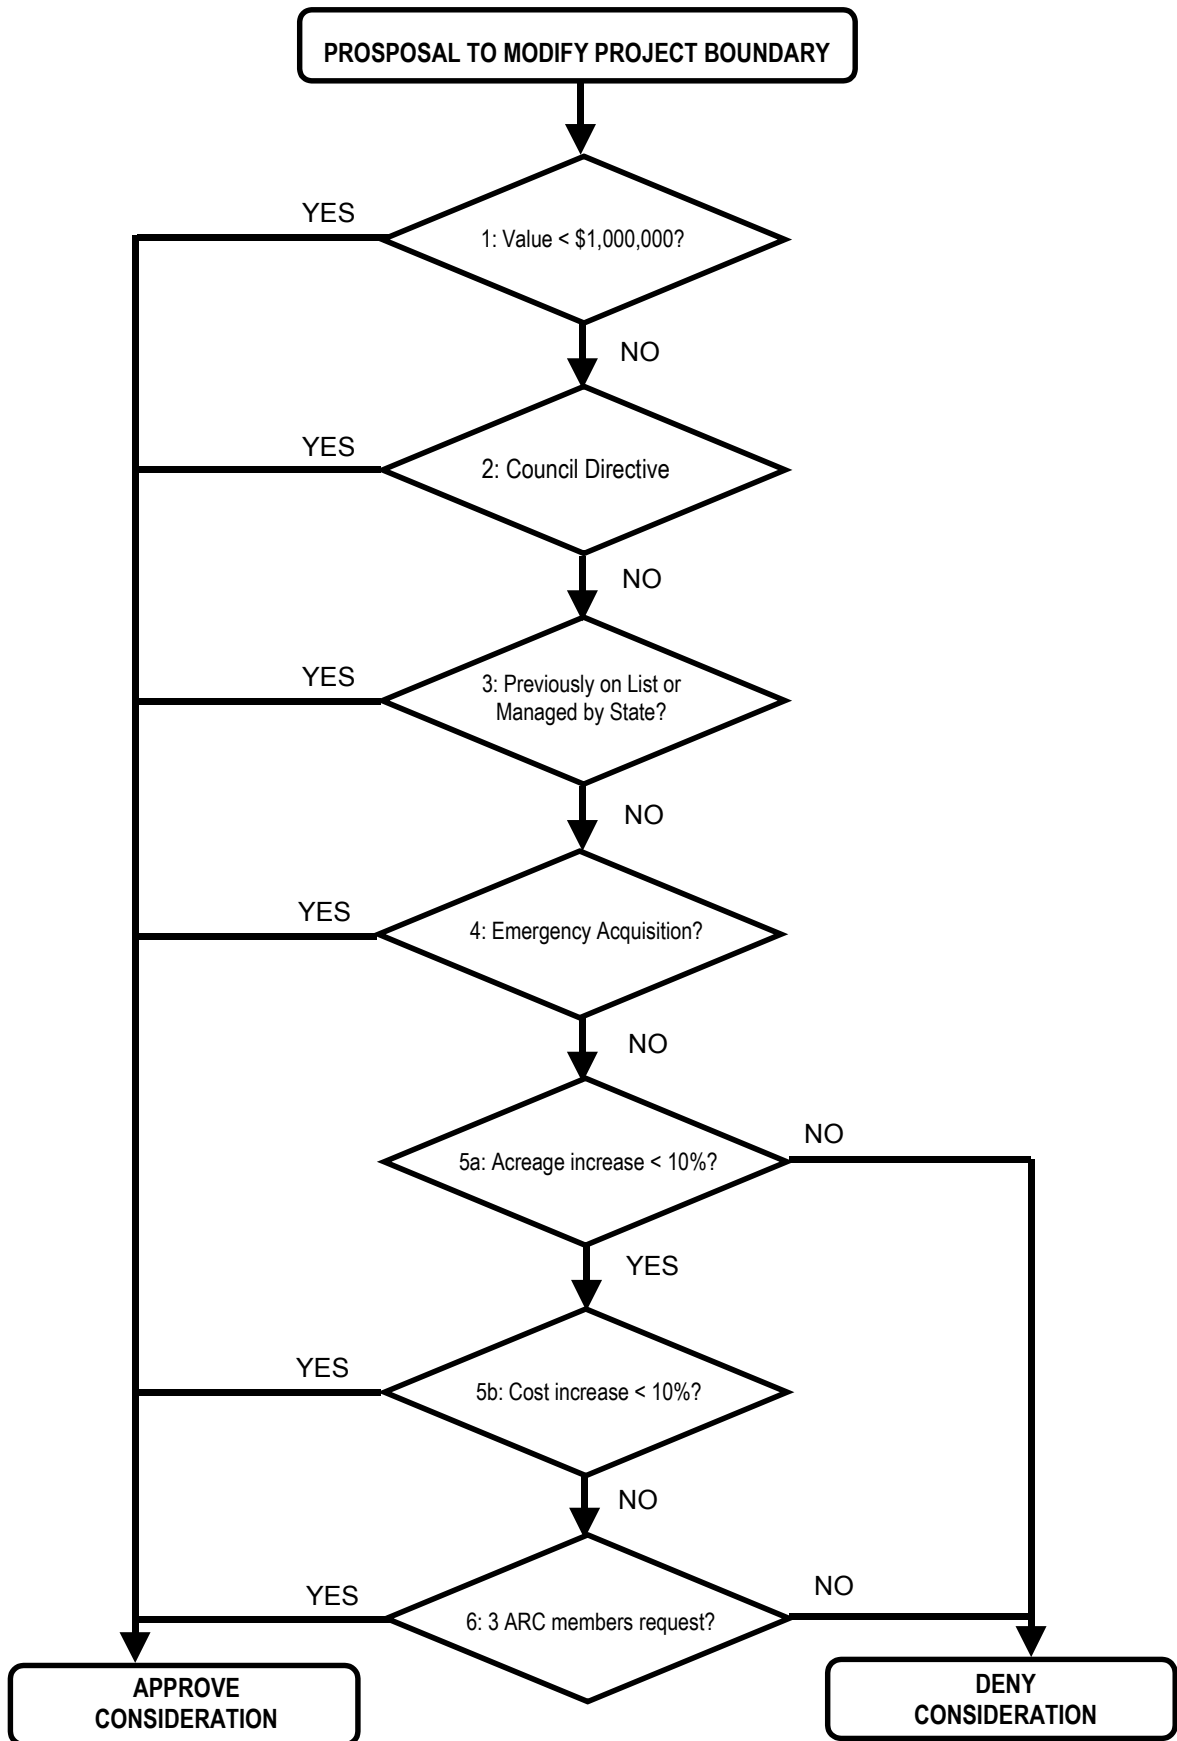 PROSPOSAL TO MODIFY PROJECT BOUNDARY
YES
1: Value < $1,000,000?
NO
YES
2: Council Directive
NO
YES
3: Previously on List or
Managed by State?
NO
YES
4: Emergency Acquisition?
NO
5a: Acreage increase < 10%?
NO
YES
YES
5b: Cost increase < 10%?
NO
YES
6: 3 ARC members request?
NO
APPROVE
CONSIDERATION
DENY
CONSIDERATION